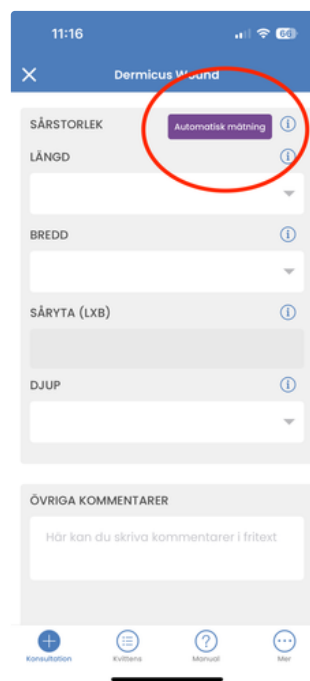 11:16
66
Dermicus Wound
SÅRSTORLEK
Automatisk mätning
LÄNGD
BREDD
SÅRYTA (LXB)
DJUP
ÖVRIGA KOMMENTARER
Här kan du skriva kommentarer i fritext
Konsultation Kvittens Manual Mer